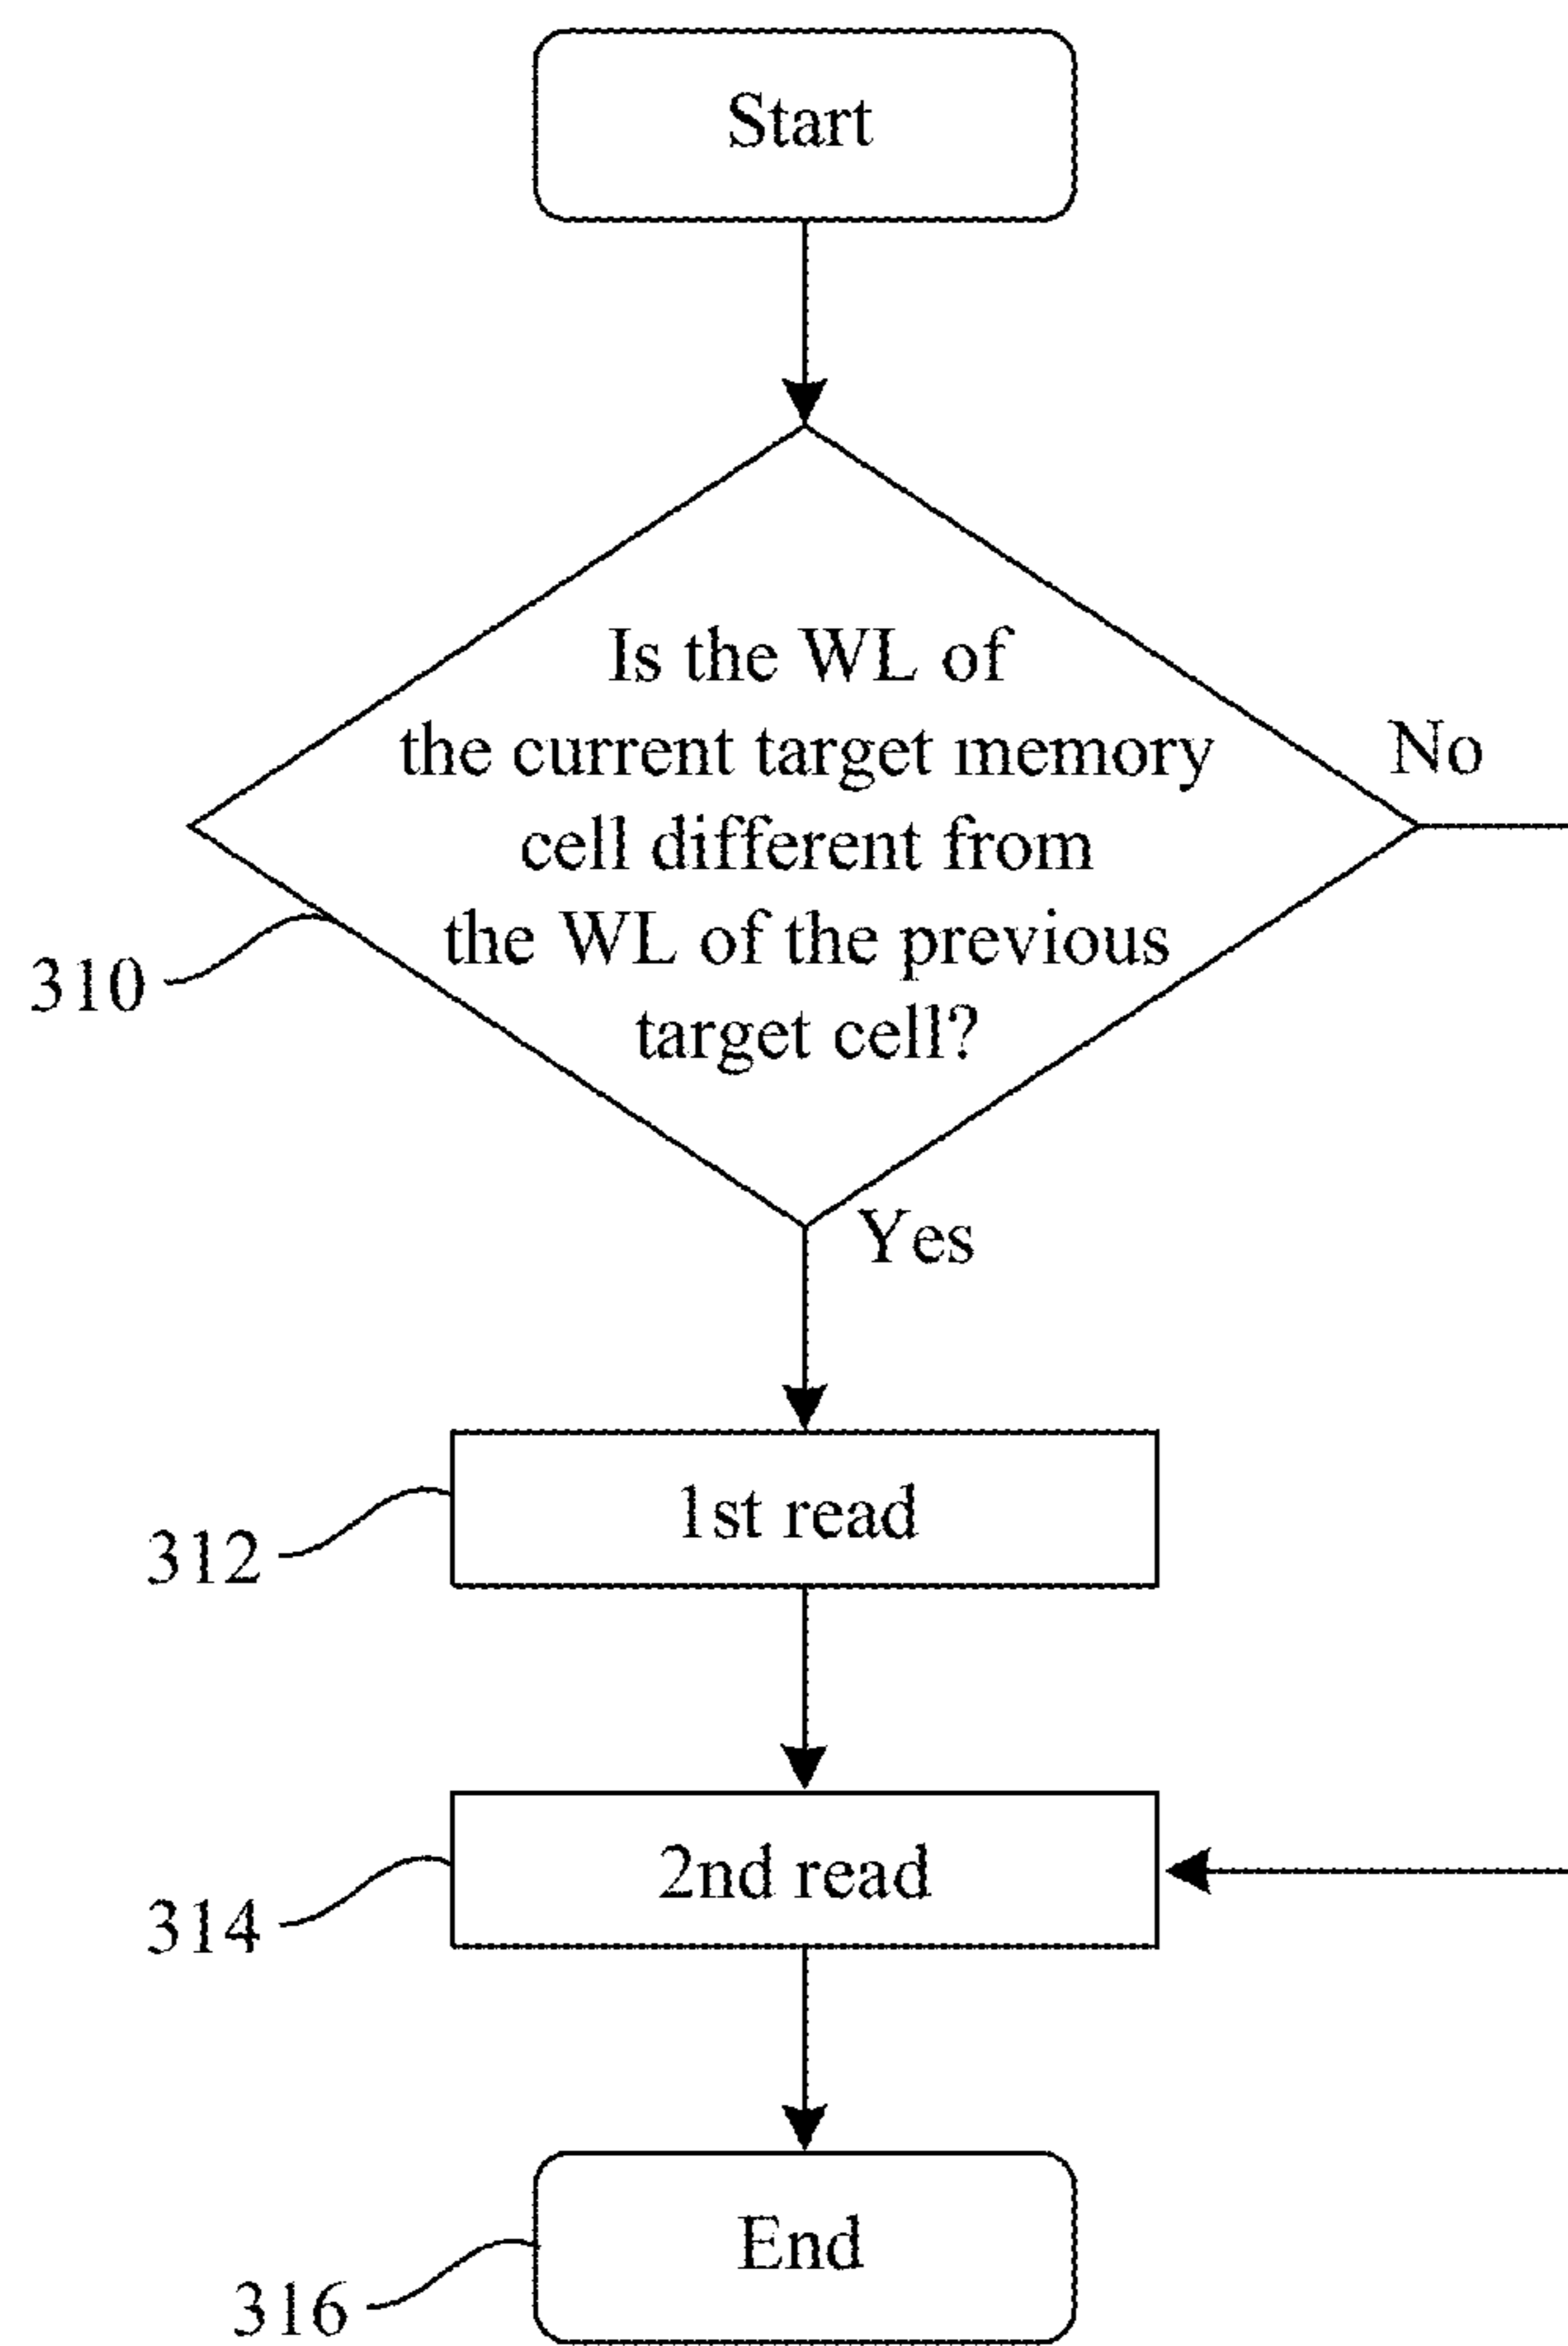 Start
Is the WL of
the current target memory
No
cell different from
the WL of the previous
310
target cell?
Yes
1st read
312
2nd read
314
End
316